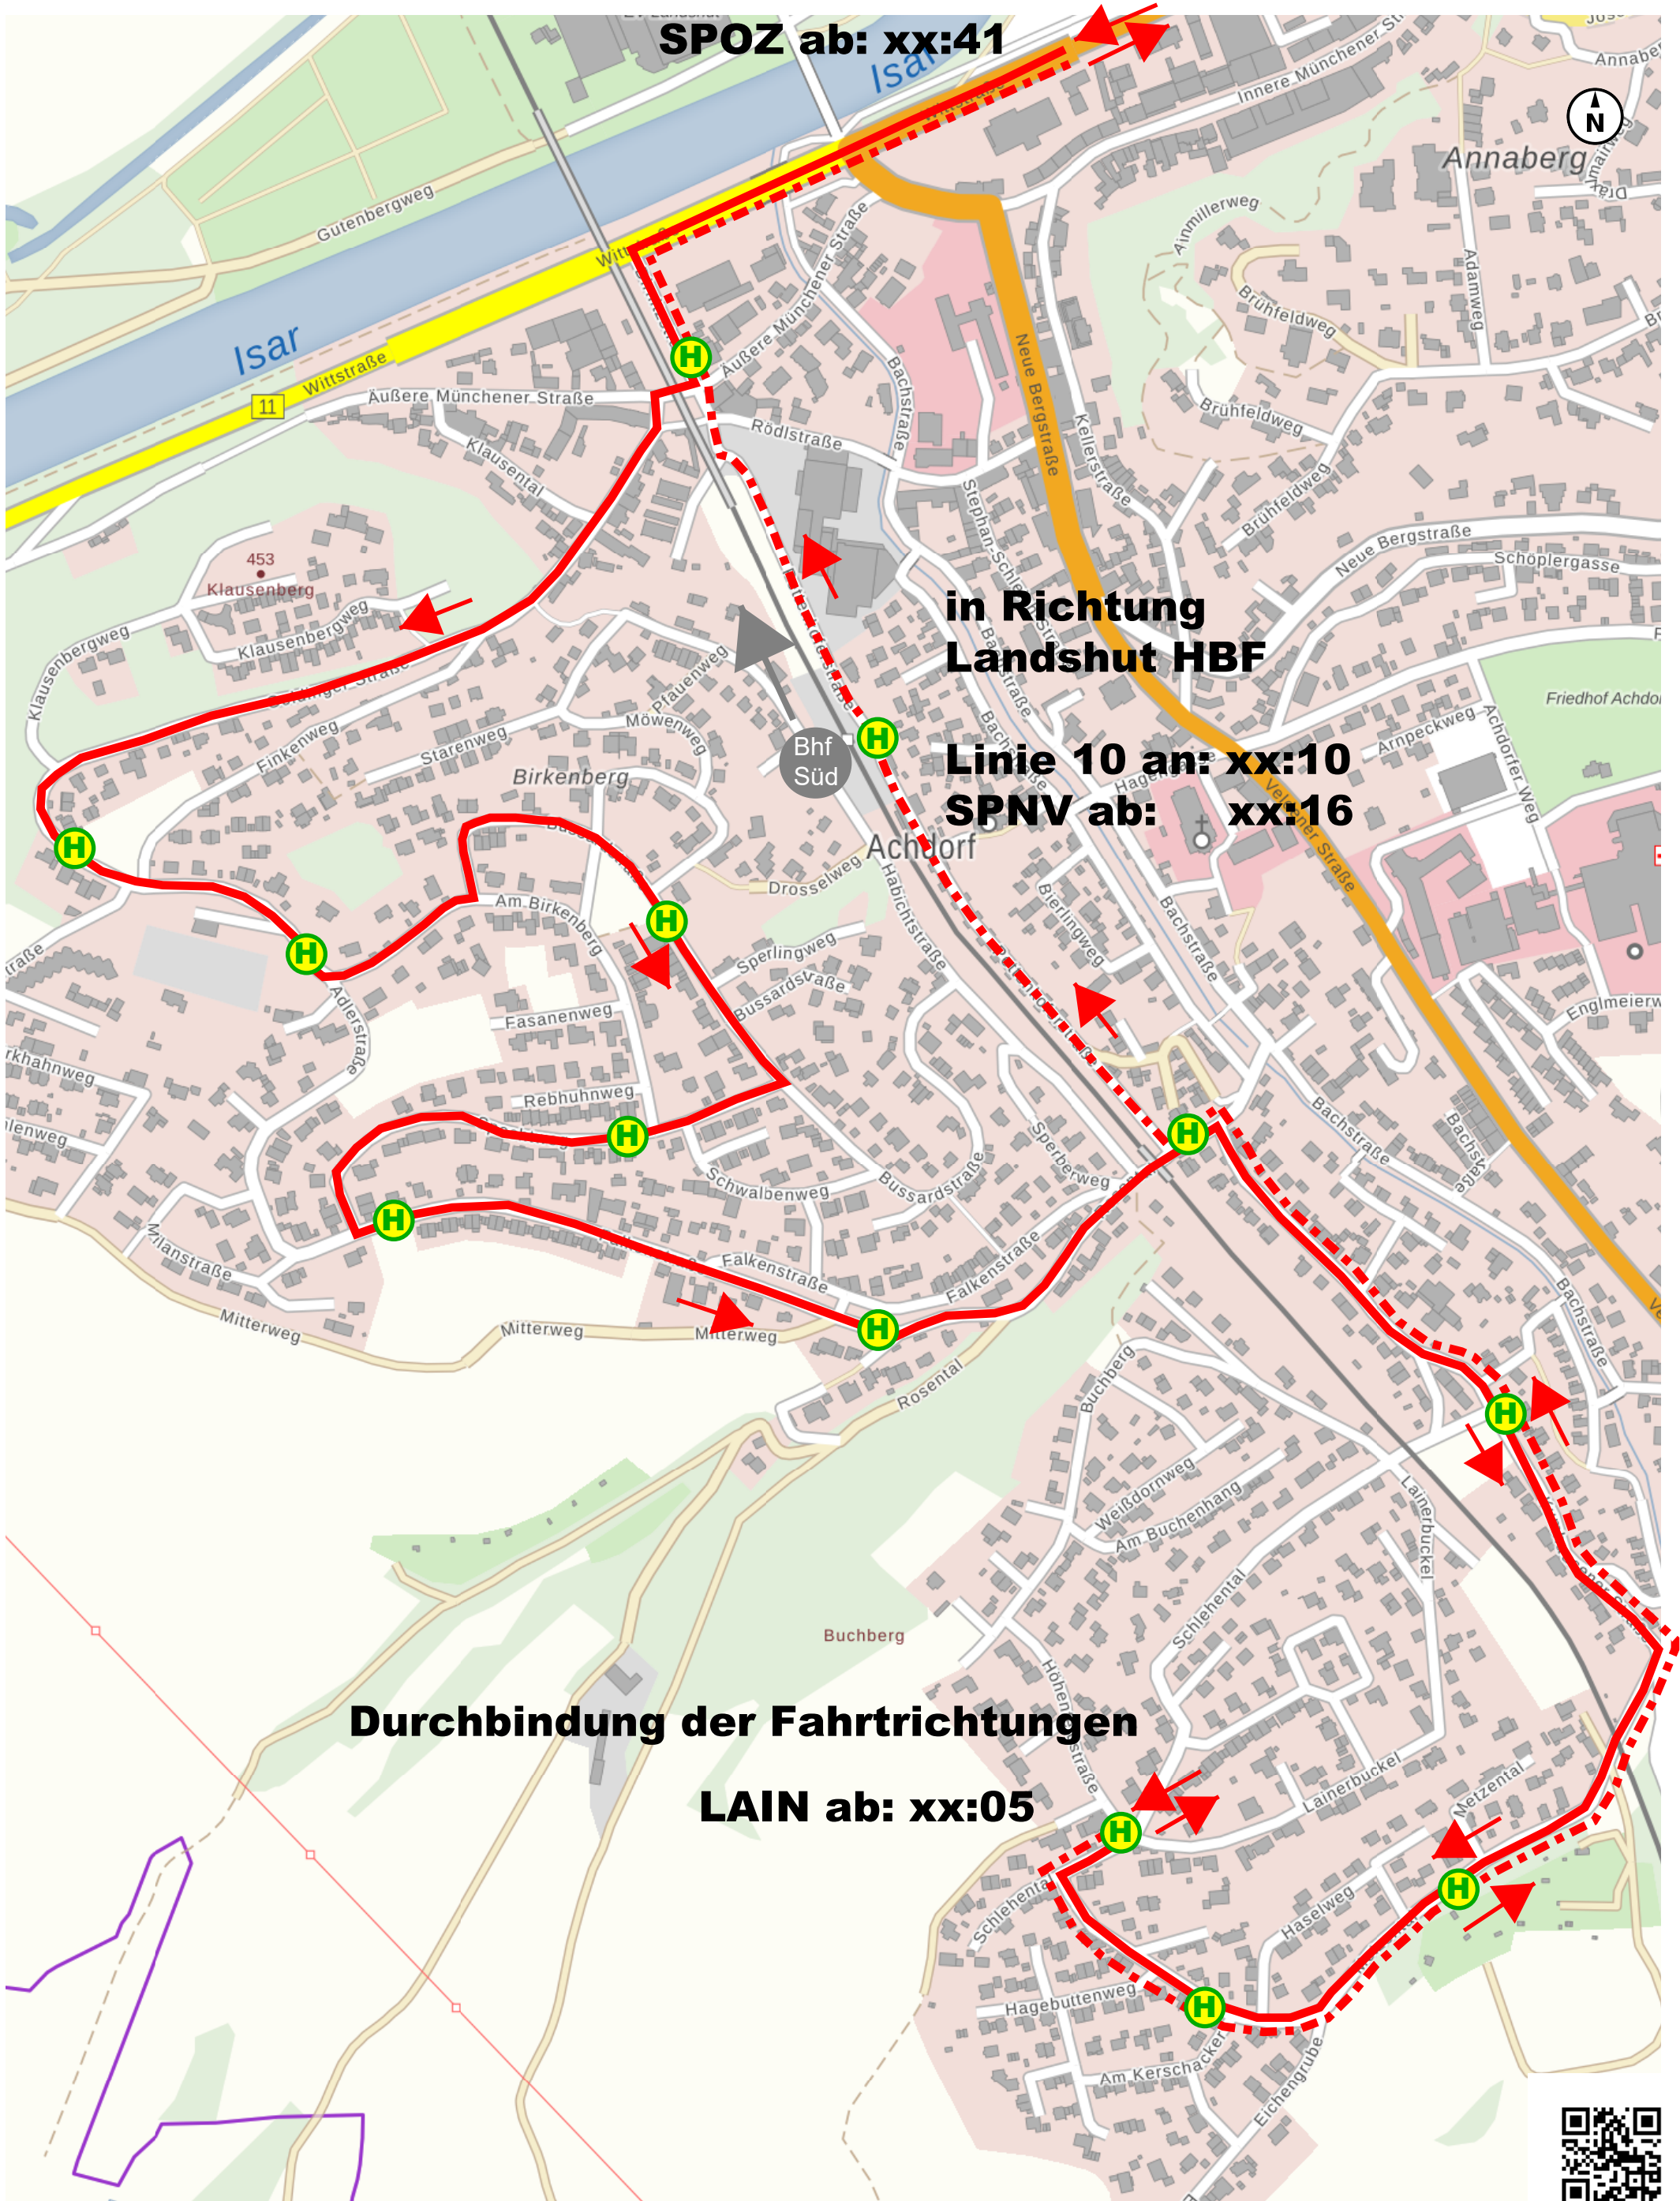 SPOZ ab: xx:41
Isar
Innere Münchener
Annaberg
N
Gutenbergweg
Ainmillerweg
Adamweg
Brühfeldweg
Isar
Wittstraße
11
Äußere Münchener Straße
Äußere Münchener Straße
Neue Bergstraße
Bachstraße
Kellerstraße
Brühfeldweg
Rödlstraße
Klausental
Brühfeldweg
Neue Bergstraße
Schöplergasse
453
Klausenberg
Klausenbergweg
Klausenbergweg
in Richtung
Landshut HBF
Pfauenweg
Möwenweg
Finkenweg
Starenweg
Birkenberg
Bhf
Süd
Arnpeckweg
Achdorfer Weg
Linie 10 an: xx:10
SPNV ab: xx:16
Achdorf
Drosselweg
Habichtstraße
Bierlingweg
Bachstraße
Am Birkenberg
Sperlingweg
Bussardstraße
Adlerstraße
Fasanenweg
Rebhuhnweg
Bachstraße
Sperberweg
Schwalbenweg
Bussardstraße
Milanstraße
Falkenstraße
Falkenstraße
Bachstraße
Mitterweg
Mitterweg
Mitterweg
Rosental
Buchberg
Weißdornweg
Am Buchenhang
Lainerbuckel
Schlehental
Buchberg
Durchbindung der Fahrtrichtungen
LAIN ab: xx:05
Lainerbuckel
Metzental
Haselweg
Hagebuttenweg
Am Kerschacker
Eichengrube